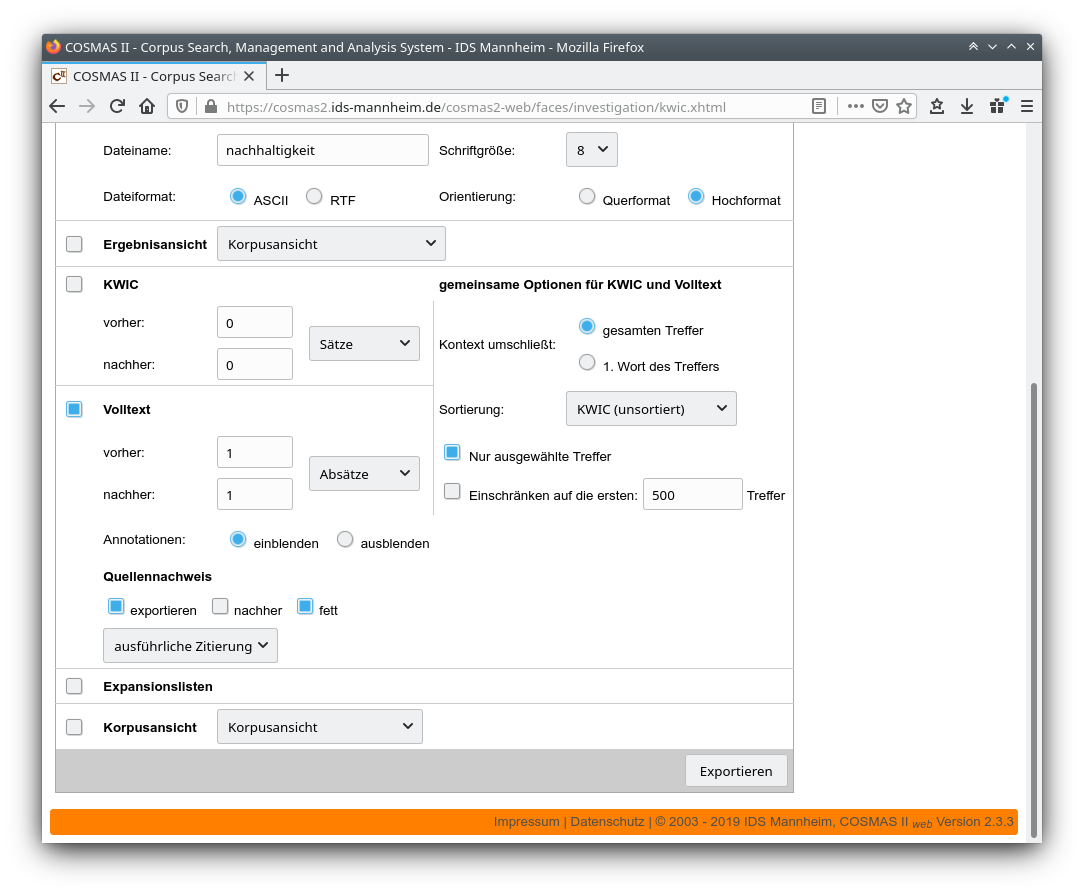 COSMAS II - Corpus Search, Management and Analysis System - IDS Mannheim - Mozilla Firefox
COSMAS II - Corpus Searc
https://cosmas2.ids-mannheim.de/cosmas2-web/faces/investigation/kwic.xhtml
Dateiname: nachhaltigkeit Schriftgröße: 8
Dateiformat: ASCII RTF Orientierung: Querformat Hochformat
Ergebnisansicht Korpusansicht
KWIC gemeinsame Optionen für KWIC und Volltext
vorher: 0
Sätze
nachher: 0
Kontext umschließt: gesamten Treffer
1. Wort des Treffers
Volltext
Sortierung: KWIC (unsortiert)
vorher: 1
Absätze
nachher: 1
Nur ausgewählte Treffer
Einschränken auf die ersten: 500 Treffer
Annotationen: einblenden ausblenden
Quellennachweis
exportieren nachher fett
ausführliche Zitierung
Expansionslisten
Korpusansicht Korpusansicht
Exportieren
Impressum | Datenschutz | © 2003 - 2019 IDS Mannheim, COSMAS II web Version 2.3.3